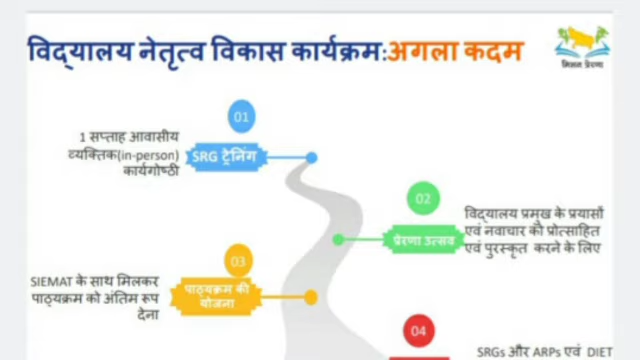 विद्यालय नेतृत्व विकास कार्यक्रम:अगला कदम
मिशन प्रेरणा
01
1 सप्ताह आवासीय
व्यक्तिक(in-person)
कार्यगोष्ठी
SRG ट्रेनिंग
02
प्रेरणा उत्सव
विद्यालय प्रमुख के प्रयासों
एवं नवाचार को प्रोत्साहित
एवं पुरस्कृत करने के लिए
03
SIEMAT के साथ मिलकर
पाठ्यक्रम को अंतिम रूप
देना
पाठ्यक्रम की
योजना
04
SRGs और ARPs एवं DIET